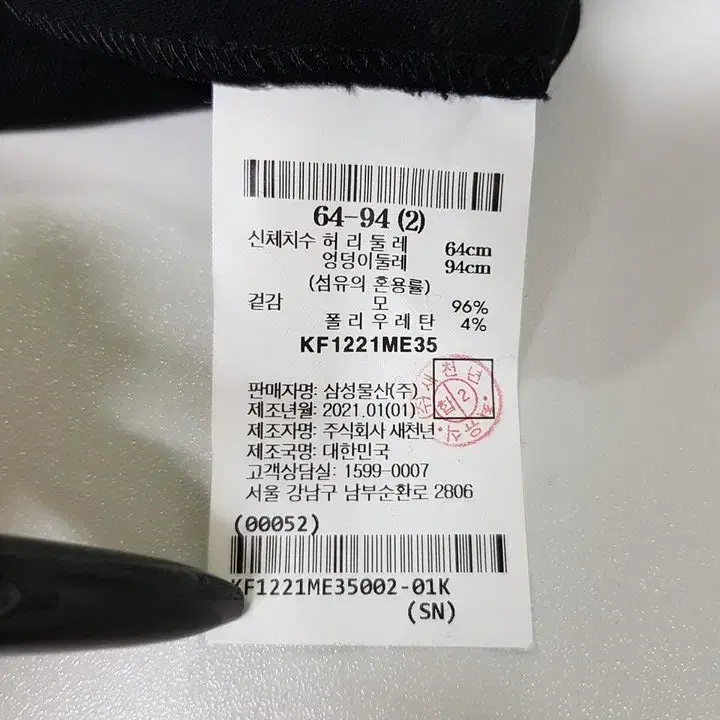 64-94 (2)
신체치수 허 리 둘 레 64cm
엉덩이둘레 94cm
(섬유의 혼용률)
겉감 모 96%
폴 리 우 레 탄 4%
KF1221ME35
판매자명: 삼성물산(주)
제조년월: 2021.01(01)
제조자명: 주식회사 새천년
제조국명: 대한민국
고객상담실: 1599-0007
서울 강남구 남부순환로 2806
(00052)
KF1221ME35002-01K
(SN)
새천년
2